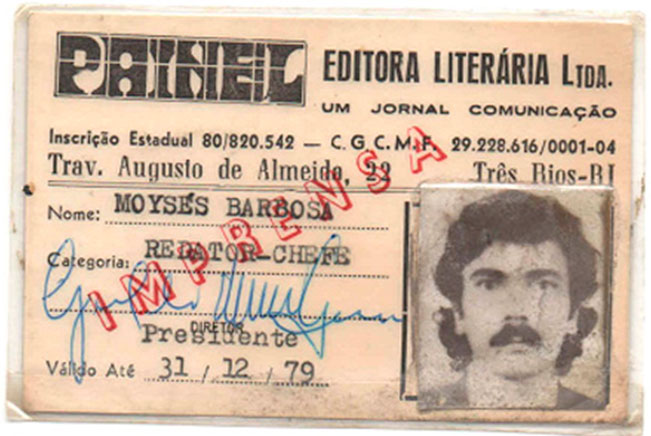 PAINEL EDITORA LITERÁRIA LTDA.
UM JORNAL COMUNICAÇÃO
Inscrição Estadual 80/820.542 — C.G.C.M.F. 29.228.616/0001-04
Trav. Augusto de Almeida, 22 Três Rios-RJ
Nome: MOYSÉS BARBOSA
Categoria: REDATOR-CHEFE
IMPRENSA
DIRETOR
Presidente
Válido Até 31 / 12 / 79